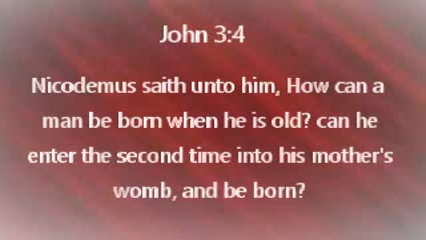 John 3:4
Nicodemus saith unto him, How can a
man be born when he is old? can he
enter the second time into his mother's
womb, and be born?